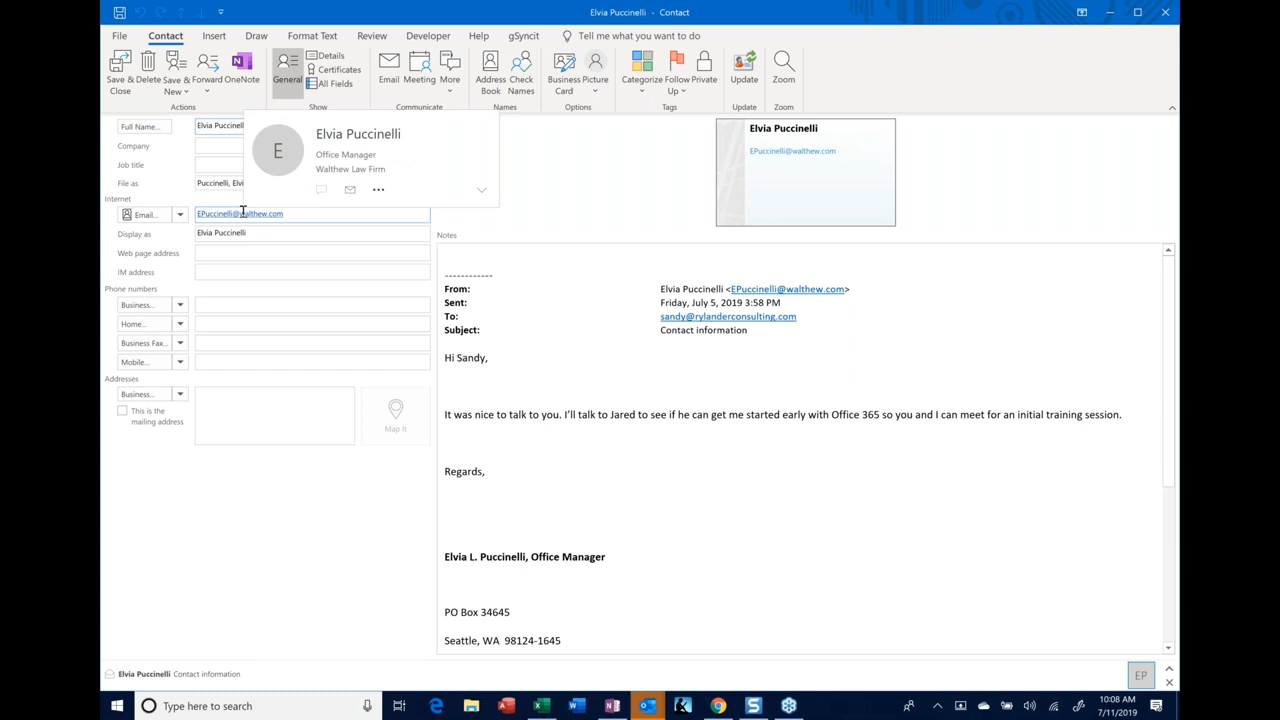 Elvia Puccinelli - Contact
File Contact Insert Draw Format Text Review Developer Help gSyncit Tell me what you want to do
Save & Close
Delete
Save & New
Forward
OneNote
General
Details
Certificates
All Fields
Email
Meeting
More
Address Book
Check Names
Business Card
Picture
Categorize
Follow Up
Private
Update
Zoom
Actions Show Communicate Names Options Tags Update Zoom
Full Name... Elvia Puccinell
Company
Job title
File as Puccinelli, Elvi
E
Elvia Puccinelli
Office Manager
Walthew Law Firm
Internet
Email... EPuccinelli@walthew.com
Display as Elvia Puccinelli
Web page address
IM address
Phone numbers
Business...
Home...
Business Fax...
Mobile...
Addresses
Business...
This is the mailing address
Map It
Elvia Puccinelli
EPuccinelli@walthew.com
Notes
------------
From: Elvia Puccinelli <EPuccinelli@walthew.com>
Sent: Friday, July 5, 2019 3:58 PM
To: sandy@rylanderconsulting.com
Subject: Contact information
Hi Sandy,
It was nice to talk to you. I'll talk to Jared to see if he can get me started early with Office 365 so you and I can meet for an initial training session.
Regards,
Elvia L. Puccinelli, Office Manager
PO Box 34645
Seattle, WA 98124-1645
Elvia Puccinelli Contact information
EP
Type here to search
10:08 AM
7/11/2019